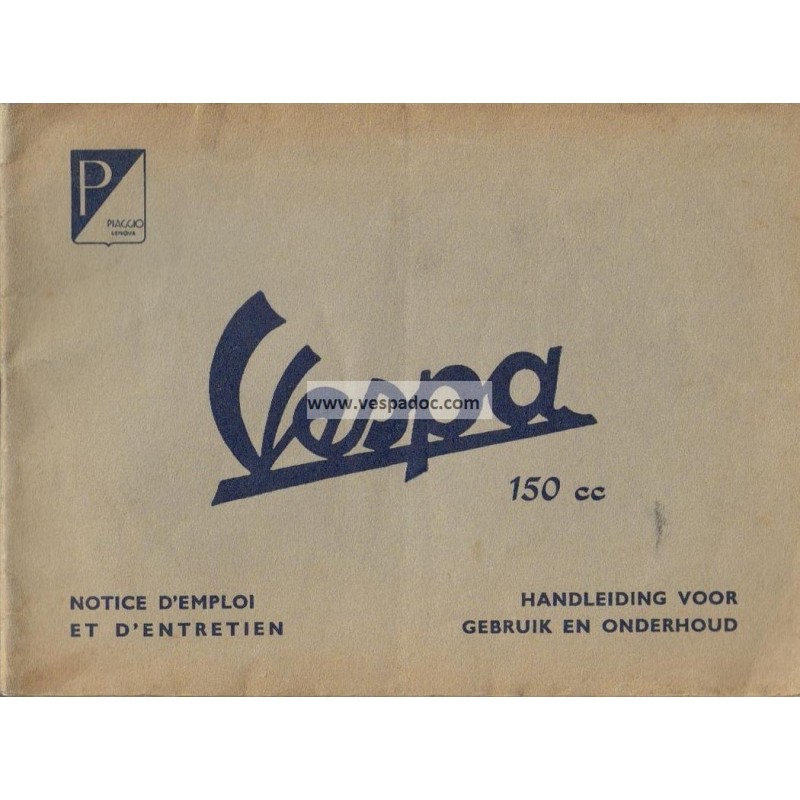 P
PIAGGIO
GENOVA
Vespa
www.vespadoc.com
150 cc
NOTICE D'EMPLOI
ET D'ENTRETIEN
HANDLEIDING VOOR
GEBRUIK EN ONDERHOUD